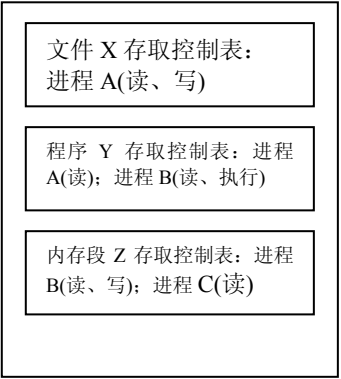 文件 X 存取控制表：
进程 A(读、写)
程序 Y 存取控制表：进程
A(读)；进程 B(读、执行)
内存段 Z 存取控制表：进程
B(读、写)；进程 C(读)